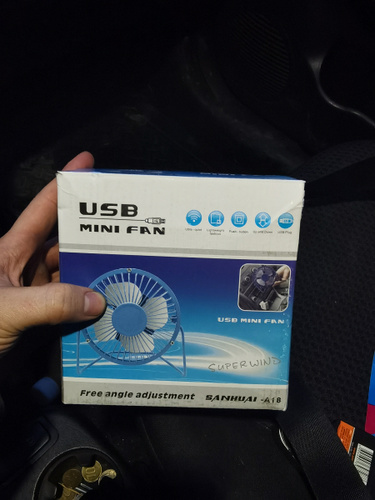 USB
MINI FAN
USB MINI FAN
SUPERWIND
Free angle adjustment
SANHUAI -A18